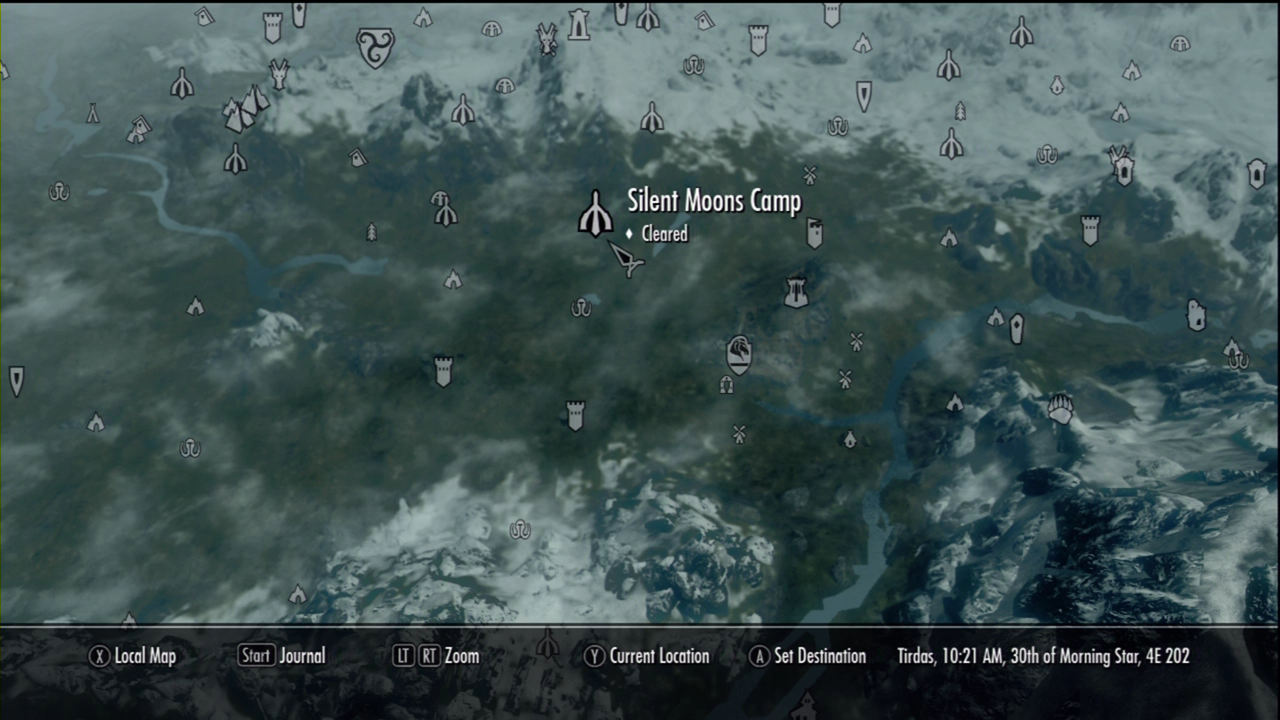 Silent Moons Camp
Cleared
X Local Map Start Journal LT RT Zoom Y Current Location A Set Destination Tirdas, 10:21 AM, 30th of Morning Star, 4E 202